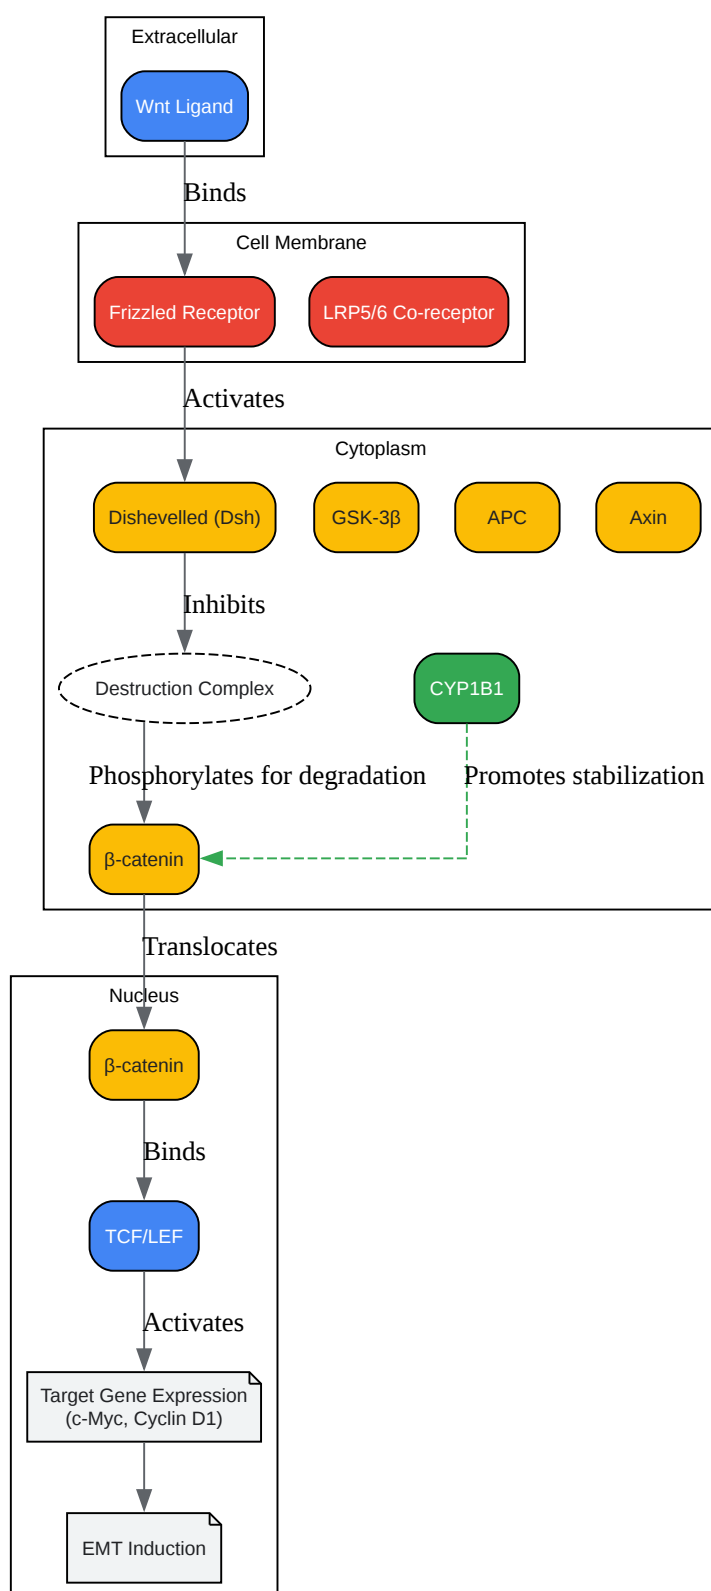 Extracellular
Wnt Ligand
Binds
Cell Membrane
Frizzled Receptor
LRP5/6 Co-receptor
Activates
Cytoplasm
Dishevelled (Dsh)
GSK-3β
APC
Axin
Inhibits
Destruction Complex
CYP1B1
Phosphorylates for degradation
Promotes stabilization
β-catenin
Translocates
Nucleus
β-catenin
Binds
TCF/LEF
Activates
Target Gene Expression
(c-Myc, Cyclin D1)
EMT Induction